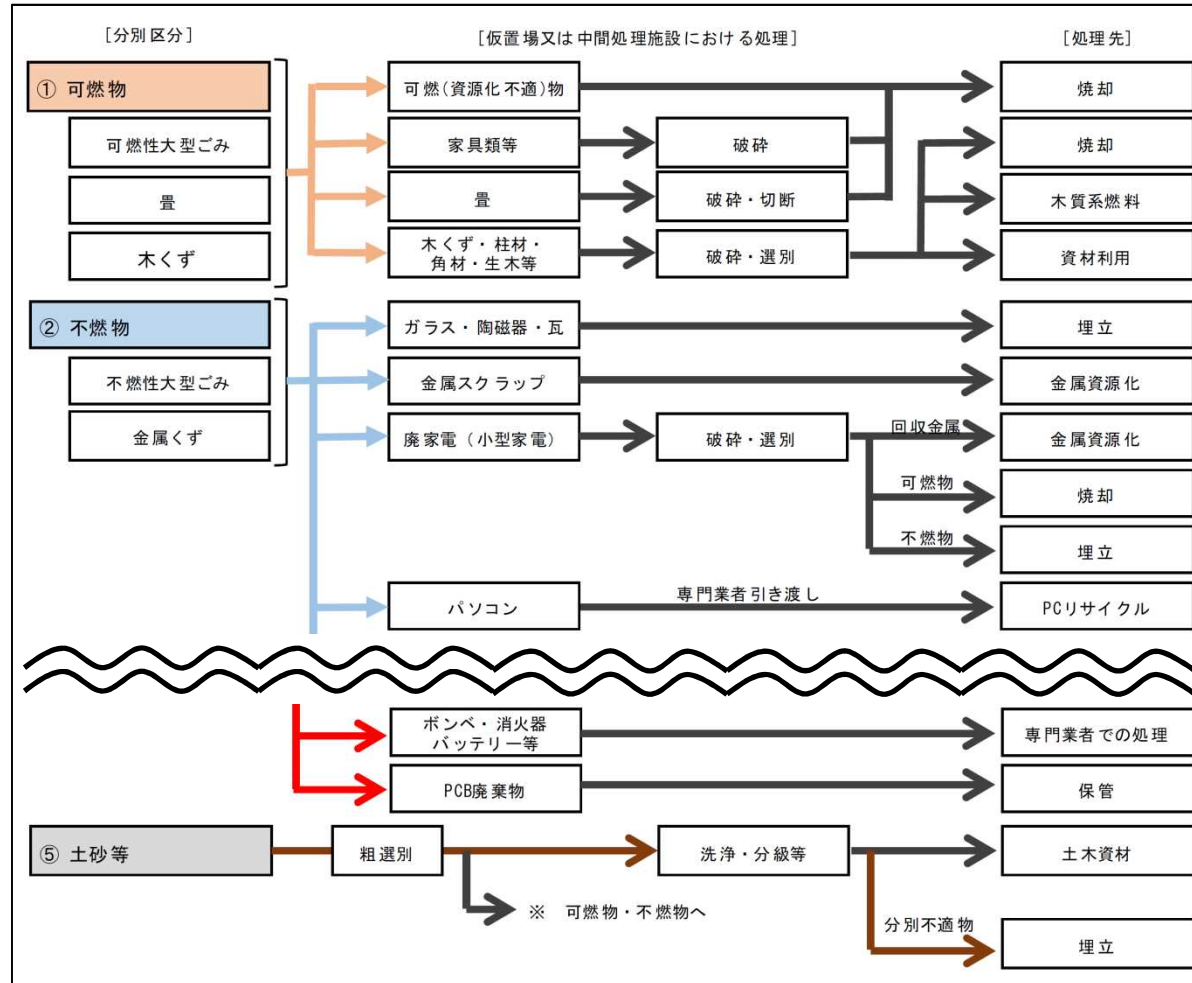 [分別区分]
[仮置場又は中間処理施設における処理]
[処理先]
① 可燃物
可燃(資源化不適)物
焼却
可燃性大型ごみ
家具類等
破砕
焼却
畳
畳
破砕・切断
木質系燃料
木くず
木くず・柱材・
角材・生木等
破砕・選別
資材利用
② 不燃物
ガラス・陶磁器・瓦
埋立
不燃性大型ごみ
金属スクラップ
金属資源化
金属くず
廃家電（小型家電）
破砕・選別
回収金属
金属資源化
可燃物
焼却
不燃物
埋立
パソコン
専門業者引き渡し
PCリサイクル
ボンベ・消火器
バッテリー等
専門業者での処理
PCB廃棄物
保管
⑤ 土砂等
粗選別
洗浄・分級等
土木資材
※ 可燃物・不燃物へ
分別不適物
埋立